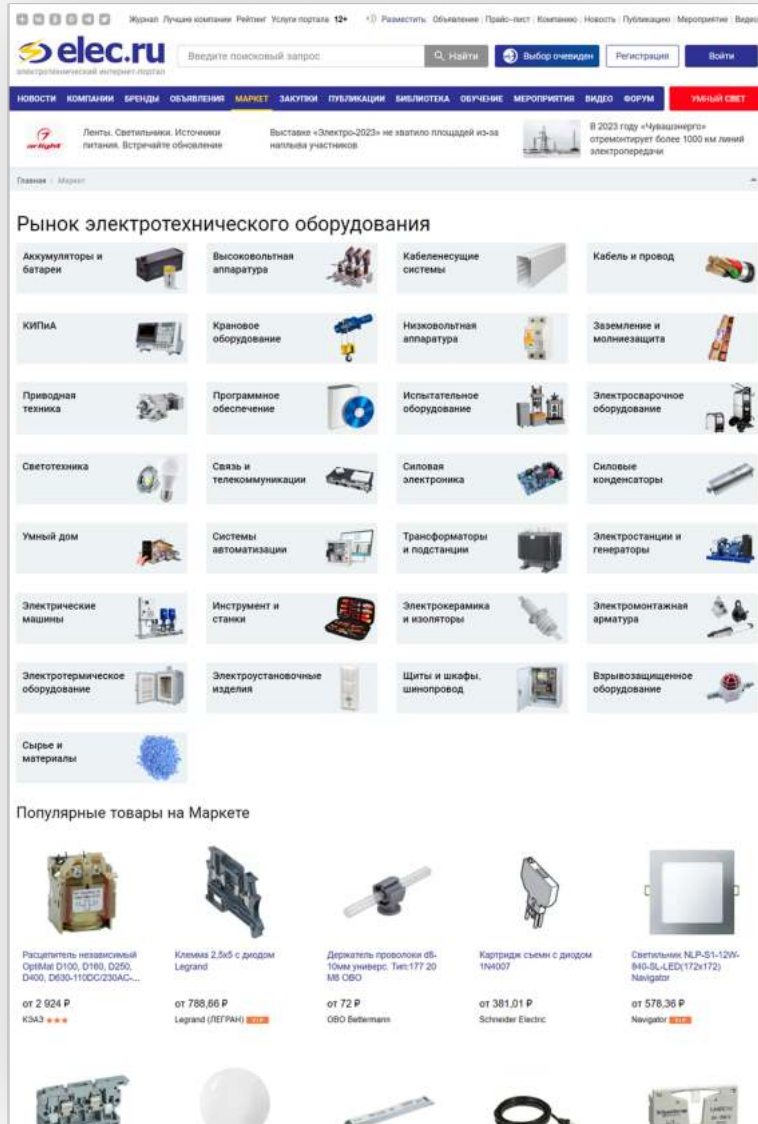 Журнал Лучшие компании Рейтинг Услуги портала 12+ Разместить: Объявление Прайс-лист Компанию Новость Публикацию Мероприятие Видео
elec.ru
электротехнический интернет-портал
Введите поисковый запрос
Найти
Выбор очевиден
Регистрация
Войти
НОВОСТИ КОМПАНИИ БРЕНДЫ ОБЪЯВЛЕНИЯ МАРКЕТ ЗАКУПКИ ПУБЛИКАЦИИ БИБЛИОТЕКА ОБУЧЕНИЕ МЕРОПРИЯТИЯ ВИДЕО ФОРУМ УМНЫЙ СВЕТ
arlight
Ленты. Светильники. Источники
питания. Встречайте обновление
Выставке «Электро-2023» не хватило площадей из-за
наплыва участников
В 2023 году «Чувашэнерго»
отремонтирует более 1000 км линий
электропередачи
Главная Маркет
Рынок электротехнического оборудования
Аккумуляторы и
батареи
Высоковольтная
аппаратура
Кабеленесущие
системы
Кабель и провод
КИПиА
Крановое
оборудование
Низковольтная
аппаратура
Заземление и
молниезащита
Приводная
техника
Программное
обеспечение
Испытательное
оборудование
Электросварочное
оборудование
Светотехника
Связь и
телекоммуникации
Силовая
электроника
Силовые
конденсаторы
Умный дом
Системы
автоматизации
Трансформаторы
и подстанции
Электростанции и
генераторы
Электрические
машины
Инструмент и
станки
Электрокерамика
и изоляторы
Электромонтажная
арматура
Электротермическое
оборудование
Электроустановочные
изделия
Щиты и шкафы,
шинопровод
Взрывозащищенное
оборудование
Сырье и
материалы
Популярные товары на Маркете
Расцепитель независимый
OptiMat D100, D160, D250,
D400, D630-110DC/230AC-...
от 2 924 ₽
КЭАЗ
Клемма 2,5х5 с диодом
Legrand
от 788,66 ₽
Legrand (ЛЕГРАН)
Держатель проволоки d8-
10мм универс. Тип:177 20
M8 OBO
от 72 ₽
OBO Bettermann
Картридж съемн с диодом
1N4007
от 381,01 ₽
Schneider Electric
Светильник NLP-S1-12W-
840-SL-LED(172x172)
Navigator
от 578,36 ₽
Navigator